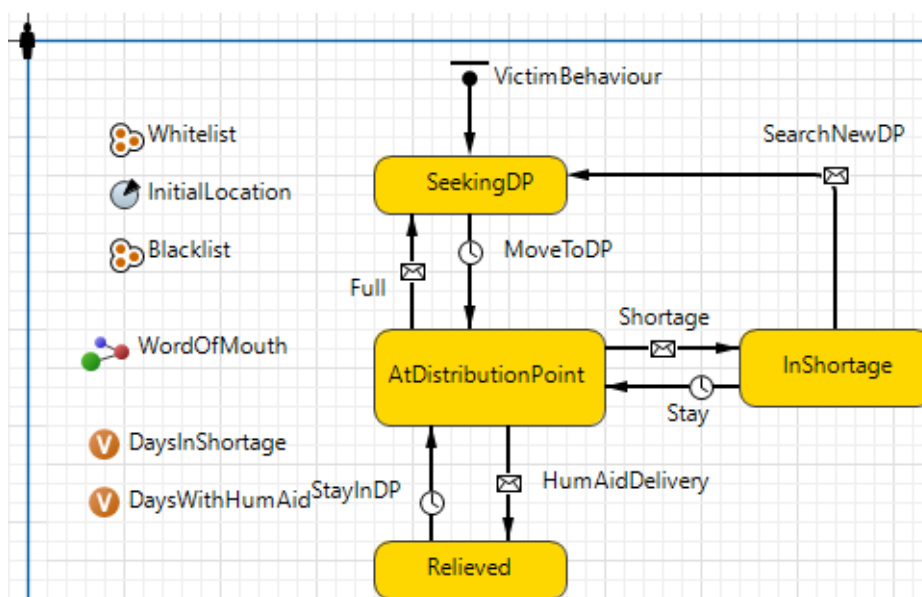 VictimBehaviour
Whitelist
SearchNewDP
SeekingDP
InitialLocation
Blacklist
MoveToDP
Full
Shortage
WordOfMouth
AtDistributionPoint
InShortage
Stay
V DaysInShortage
V DaysWithHumAid
StayInDP
HumAidDelivery
Relieved